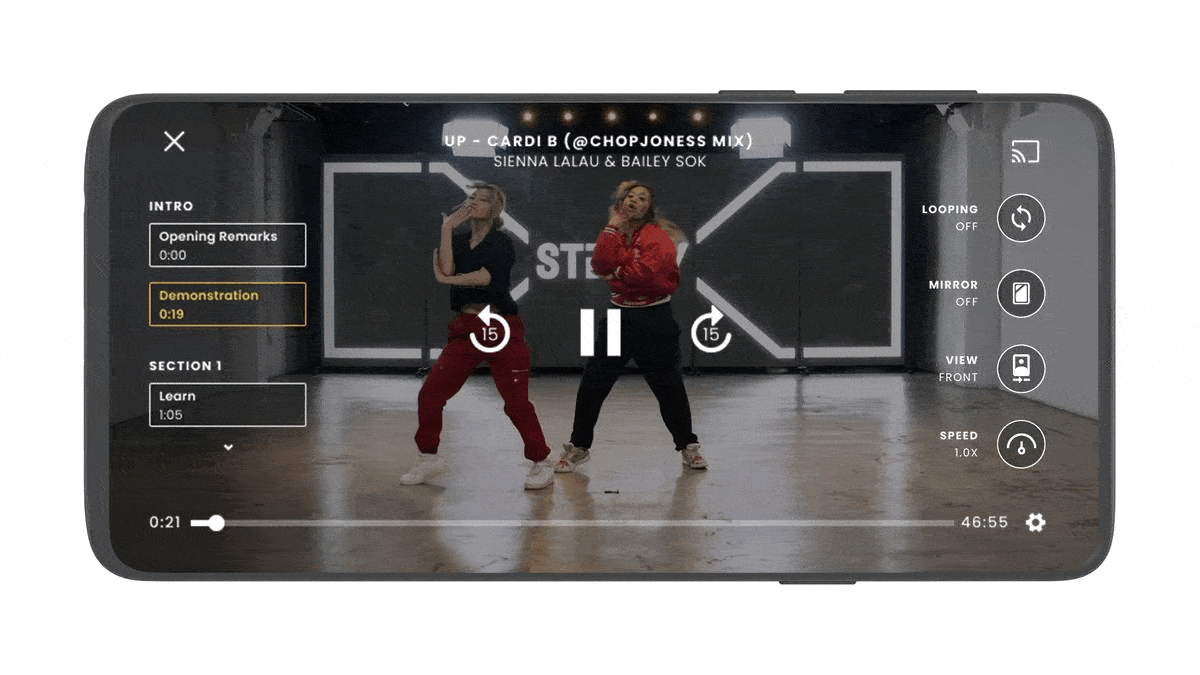 UP - CARDI B (@CHOPJONESS MIX)
SIENNA LALAU & BAILEY SOK
INTRO
Opening Remarks
0:00
Demonstration
0:19
SECTION 1
Learn
1:05
15
15
LOOPING
OFF
MIRROR
OFF
VIEW
FRONT
SPEED
1.0X
0:21
46:55